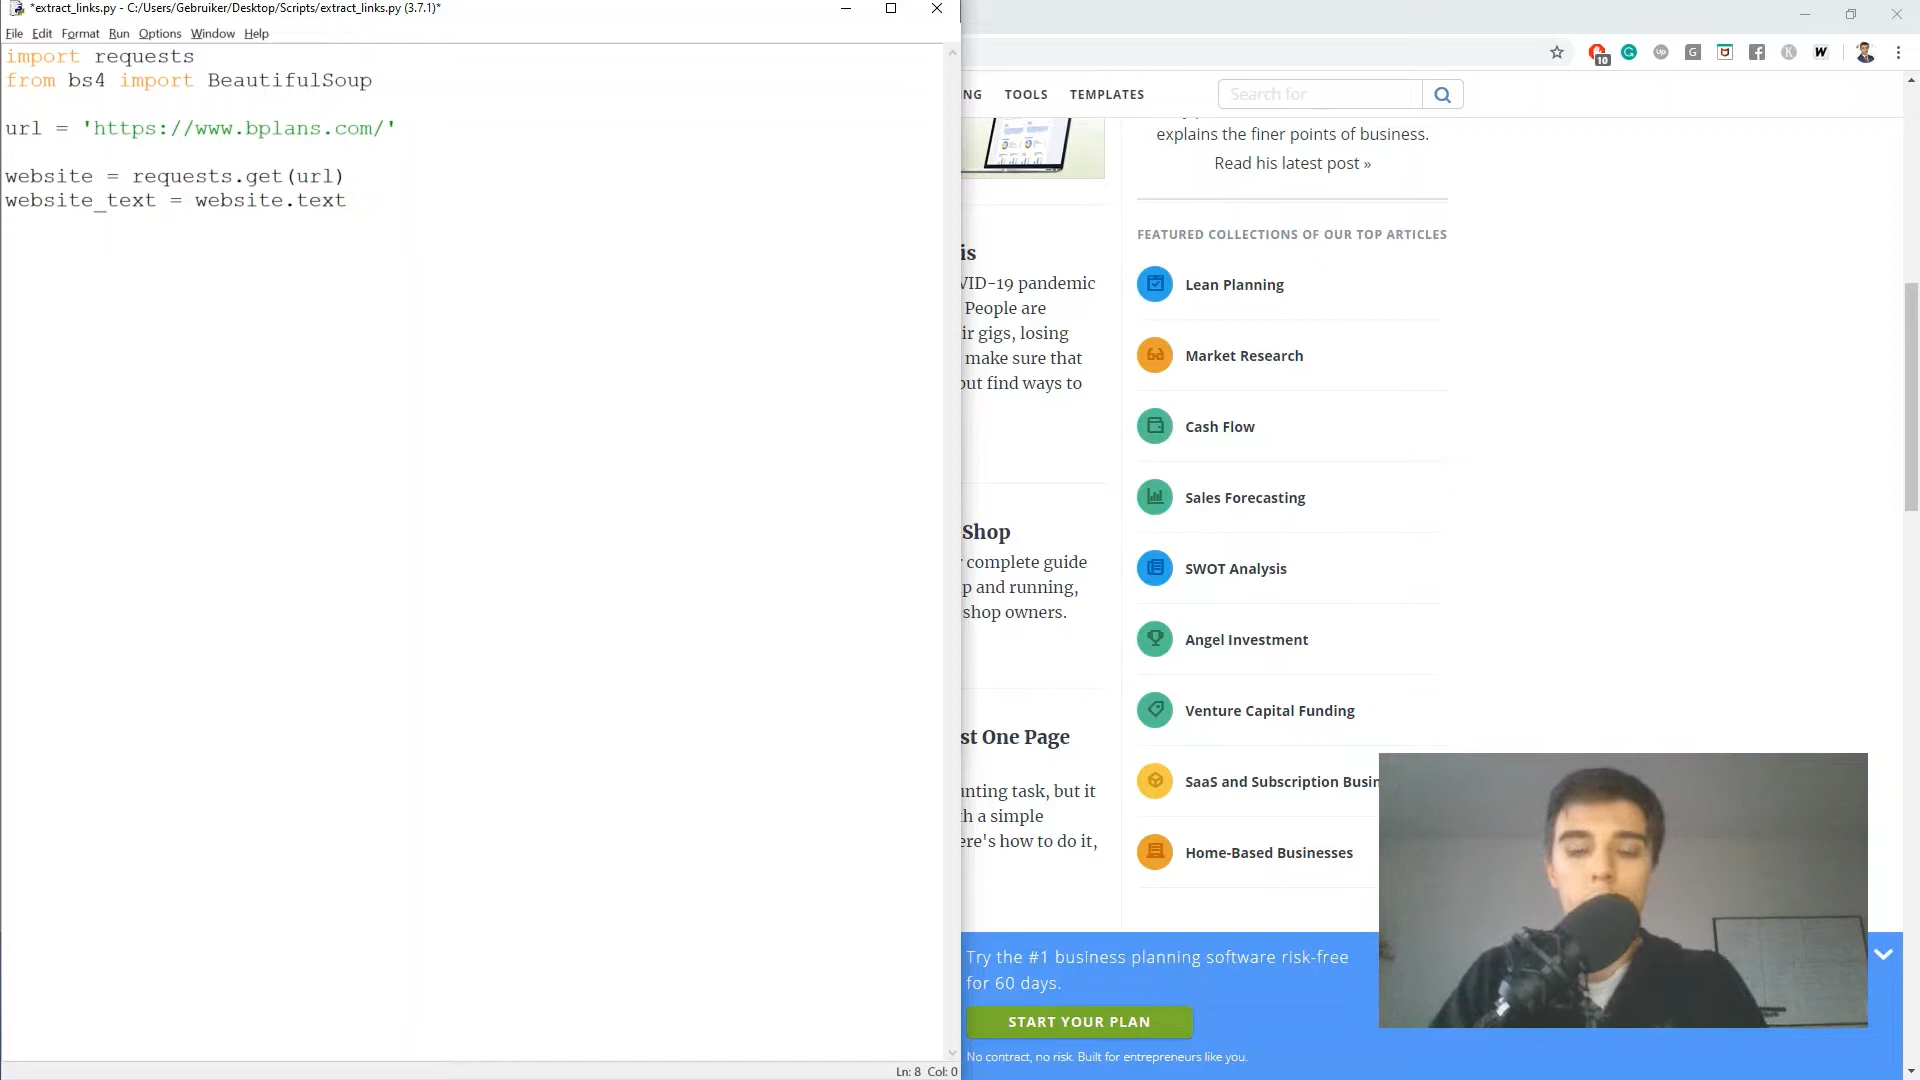 *extract_links.py - C:/Users/Gebruiker/Desktop/Scripts/extract_links.py (3.7.1)*
File Edit Format Run Options Window Help
import requests
from bs4 import BeautifulSoup
url = 'https://www.bplans.com/'
website = requests.get(url)
website_text = website.text
Ln: 8 Col: 0
10
NG TOOLS TEMPLATES
Search for
is
VID-19 pandemic
People are
ir gigs, losing
make sure that
out find ways to
Shop
complete guide
p and running,
shop owners.
st One Page
unting task, but it
th a simple
ere's how to do it,
explains the finer points of business.
Read his latest post »
FEATURED COLLECTIONS OF OUR TOP ARTICLES
Lean Planning
Market Research
Cash Flow
Sales Forecasting
SWOT Analysis
Angel Investment
Venture Capital Funding
SaaS and Subscription Busin
Home-Based Businesses
Try the #1 business planning software risk-free
for 60 days.
START YOUR PLAN
No contract, no risk. Built for entrepreneurs like you.